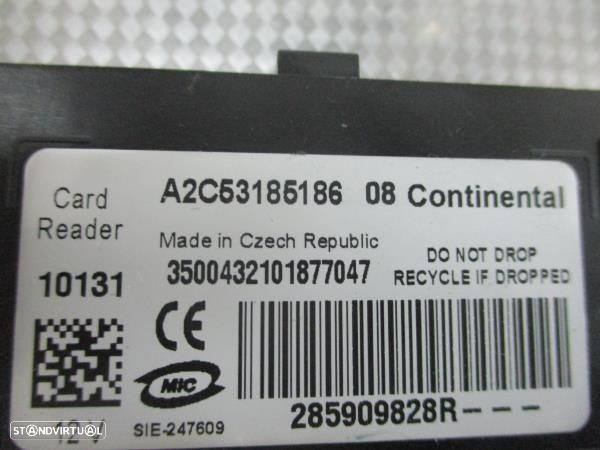 Card
Reader
10131
A2C53185186 08 Continental
Made in Czech Republic
3500432101877047
DO NOT DROP
RECYCLE IF DROPPED
CE
MIC
12 V
SIE-247609
285909828R---
STANDVIRTUAL